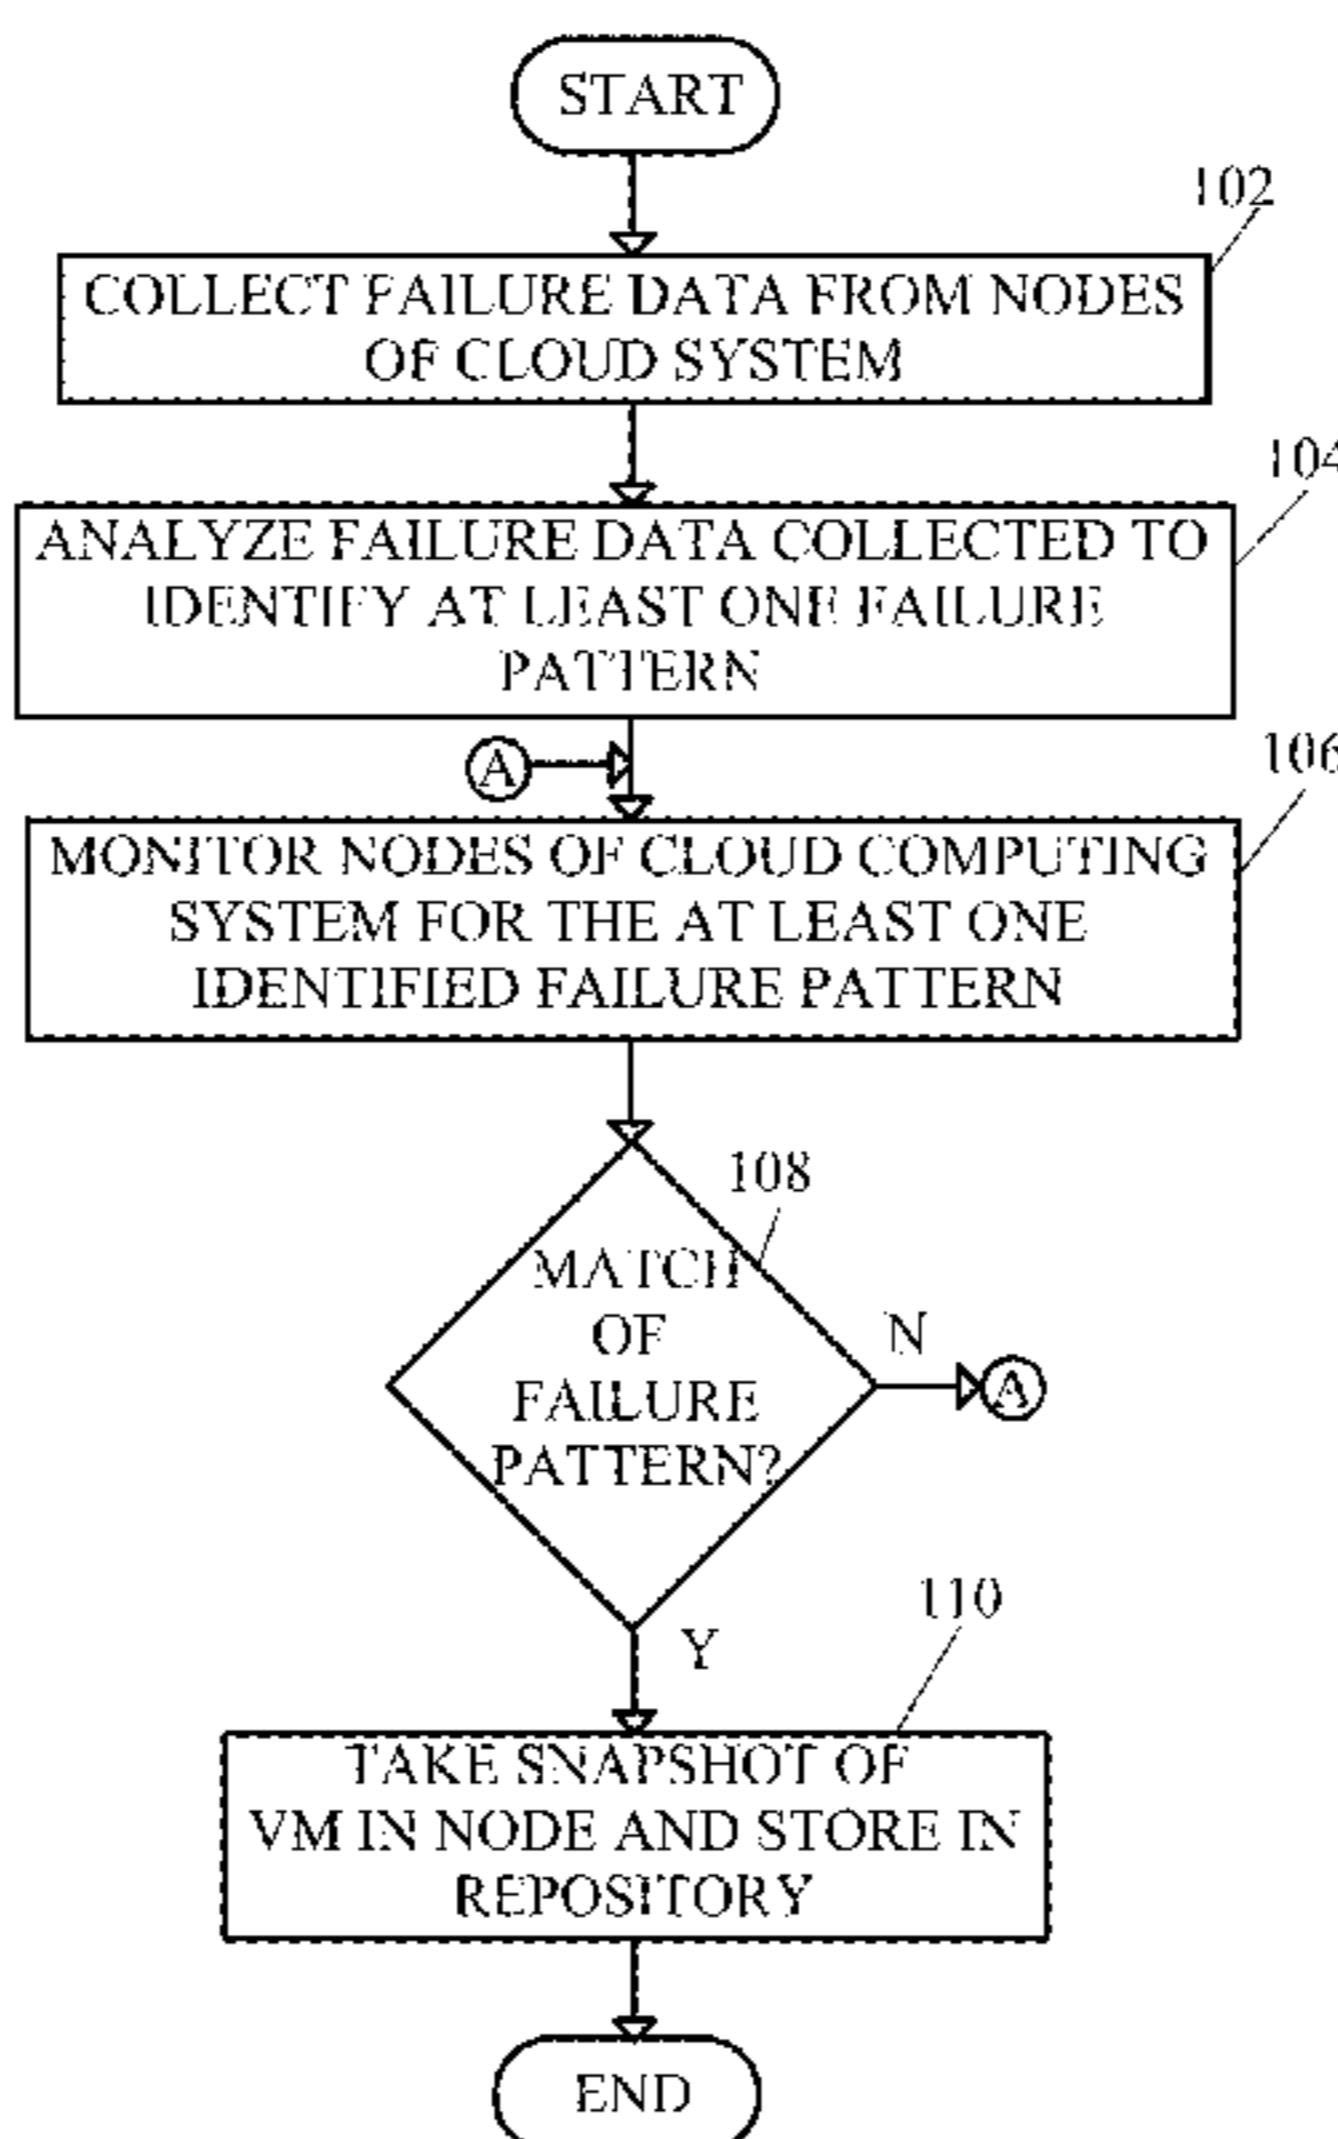 START
102
COLLECT FAILURE DATA FROM NODES
OF CLOUD SYSTEM
104
ANALYZE FAILURE DATA COLLECTED TO
IDENTIFY AT LEAST ONE FAILURE
PATTERN
A
106
MONITOR NODES OF CLOUD COMPUTING
SYSTEM FOR THE AT LEAST ONE
IDENTIFIED FAILURE PATTERN
108
MATCH
OF
FAILURE
PATTERN?
N
A
Y
110
TAKE SNAPSHOT OF
VM IN NODE AND STORE IN
REPOSITORY
END